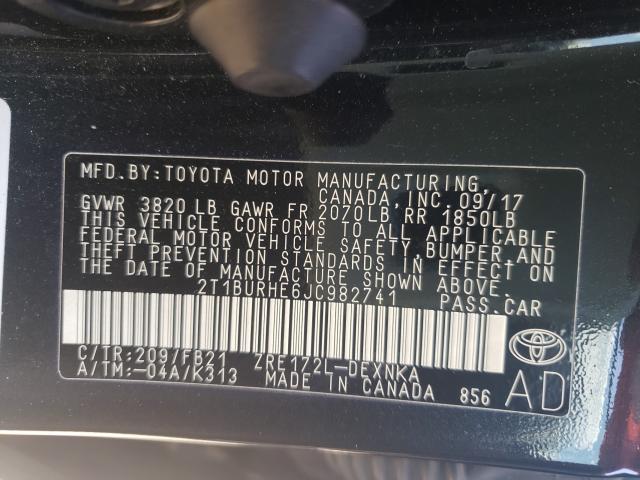 MFD.BY:TOYOTA MOTOR MANUFACTURING,
CANADA, INC. 09/17
GVWR 3820 LB GAWR FR 2070LB, RR 1850LB
THIS VEHICLE CONFORMS TO ALL APPLICABLE
FEDERAL MOTOR VEHICLE SAFETY, BUMPER, AND
THEFT PREVENTION STANDARDS IN EFFECT ON
THE DATE OF MANUFACTURE SHOWN ABOVE.
2T1BURHE6JC982741 PASS.CAR
C/TR:209/FB21 ZRE172L-DEXNKA
A/TM:-04A/K313 MADE IN CANADA 856 AD